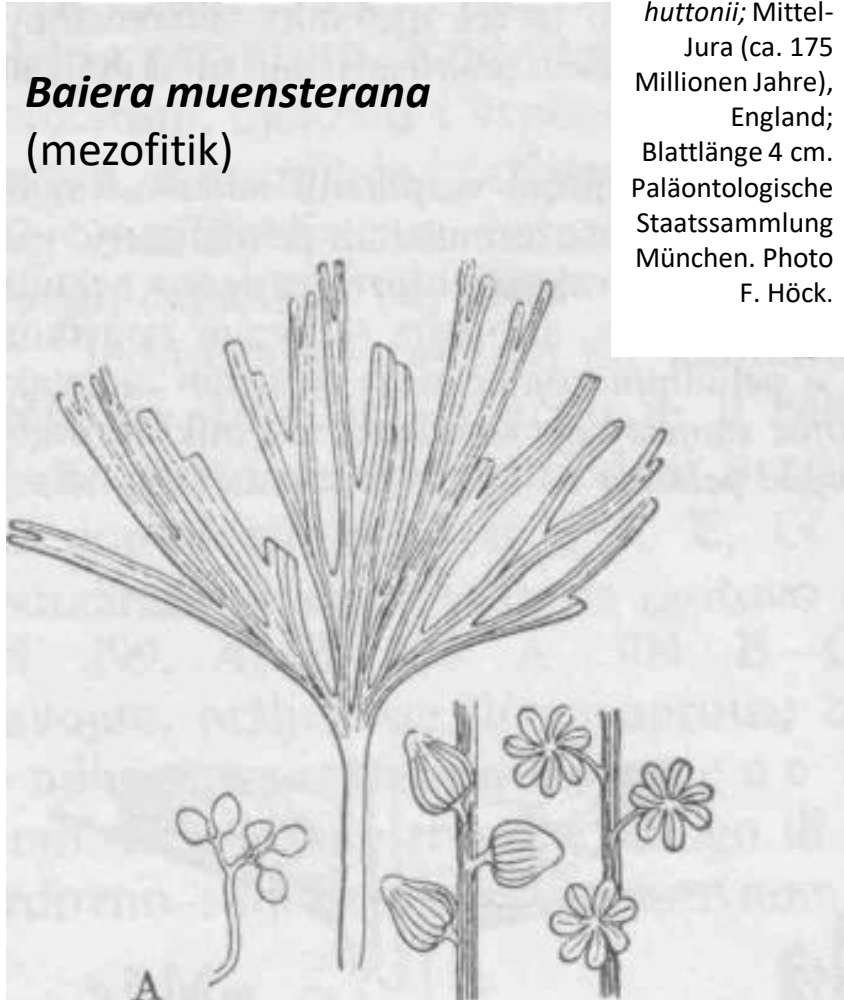 Baiera muensterana
(mezofitik)
huttonii; Mittel-
Jura (ca. 175
Millionen Jahre),
England;
Blattlänge 4 cm.
Paläontologische
Staatssammlung
München. Photo
F. Höck.
A